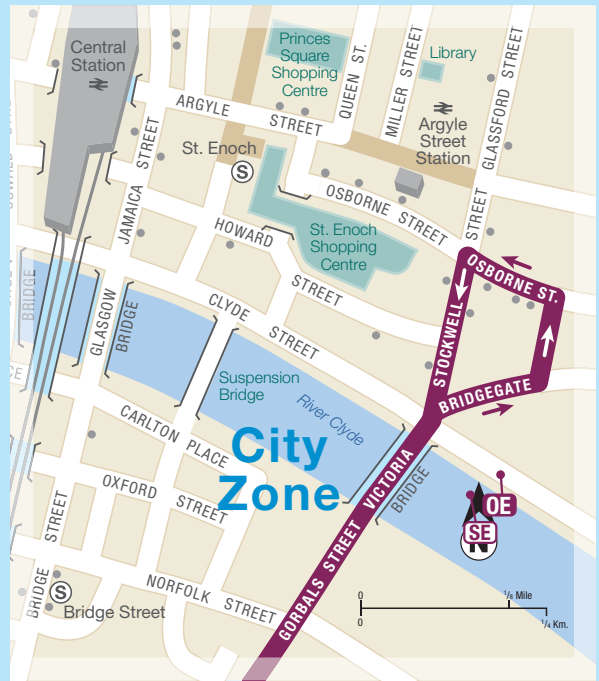 Central
Station
Princes
Square
Shopping
Centre
QUEEN ST.
MILLER STREET
Library
GLASSFORD STREET
ARGYLE STREET
Argyle
Street
Station
St. Enoch
S
JAMAICA STREET
OSBORNE STREET
STREET
HOWARD STREET
St. Enoch
Shopping
Centre
OSBORNE ST.
STOCKWELL
BRIDGEGATE
BRIDGE
GLASGOW BRIDGE
CLYDE STREET
Suspension
Bridge
River Clyde
CARLTON PLACE
City
Zone
VICTORIA BRIDGE
OXFORD STREET
OE
SE
N
GORBALS STREET
BRIDGE STREET
S
Bridge Street
NORFOLK STREET
0 1/8 Mile
0 1/4 Km.